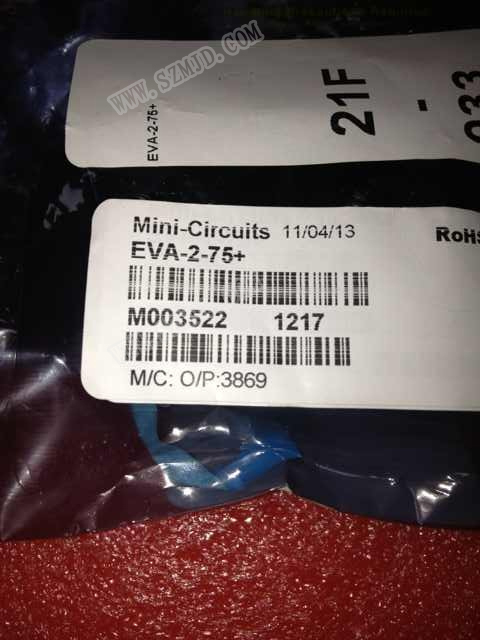 WWW.SZMJD.COM
EVA-2-75+
21F
-
Mini-Circuits 11/04/13
RoHS
EVA-2-75+
M003522 1217
M/C: O/P:3869